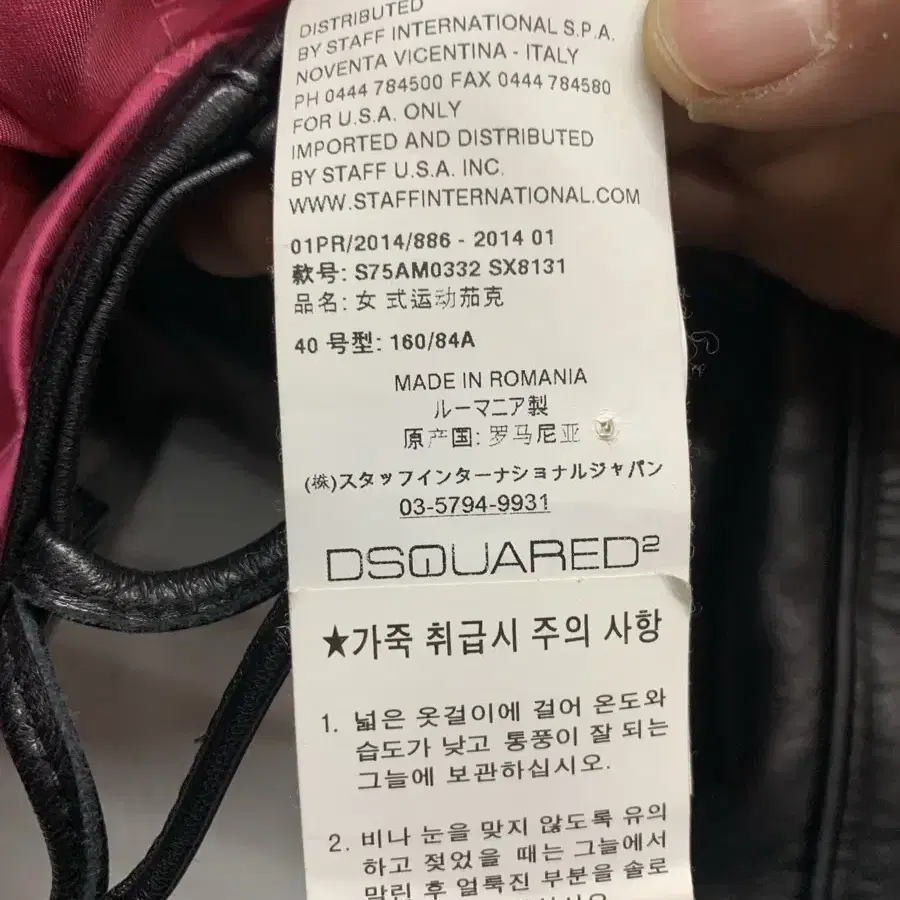 DISTRIBUTED
BY STAFF INTERNATIONAL S.P.A.
NOVENTA VICENTINA - ITALY
PH 0444 784500 FAX 0444 784580
FOR U.S.A. ONLY
IMPORTED AND DISTRIBUTED
BY STAFF U.S.A. INC.
WWW.STAFFINTERNATIONAL.COM
01PR/2014/886 - 2014 01
款号: S75AM0332 SX8131
品名: 女 式运动茄克
40 号型: 160/84A
MADE IN ROMANIA
ルーマニア製
原产国: 罗马尼亚
(株)スタッフインターナショナルジャパン
03-5794-9931
DSQUARED2
★가죽 취급시 주의 사항
1. 넓은 옷걸이에 걸어 온도와
습도가 낮고 통풍이 잘 되는
그늘에 보관하십시오.
2. 비나 눈을 맞지 않도록 유의
하고 젖었을 때는 그늘에서
말린 후 얼룩진 부분을 솔로